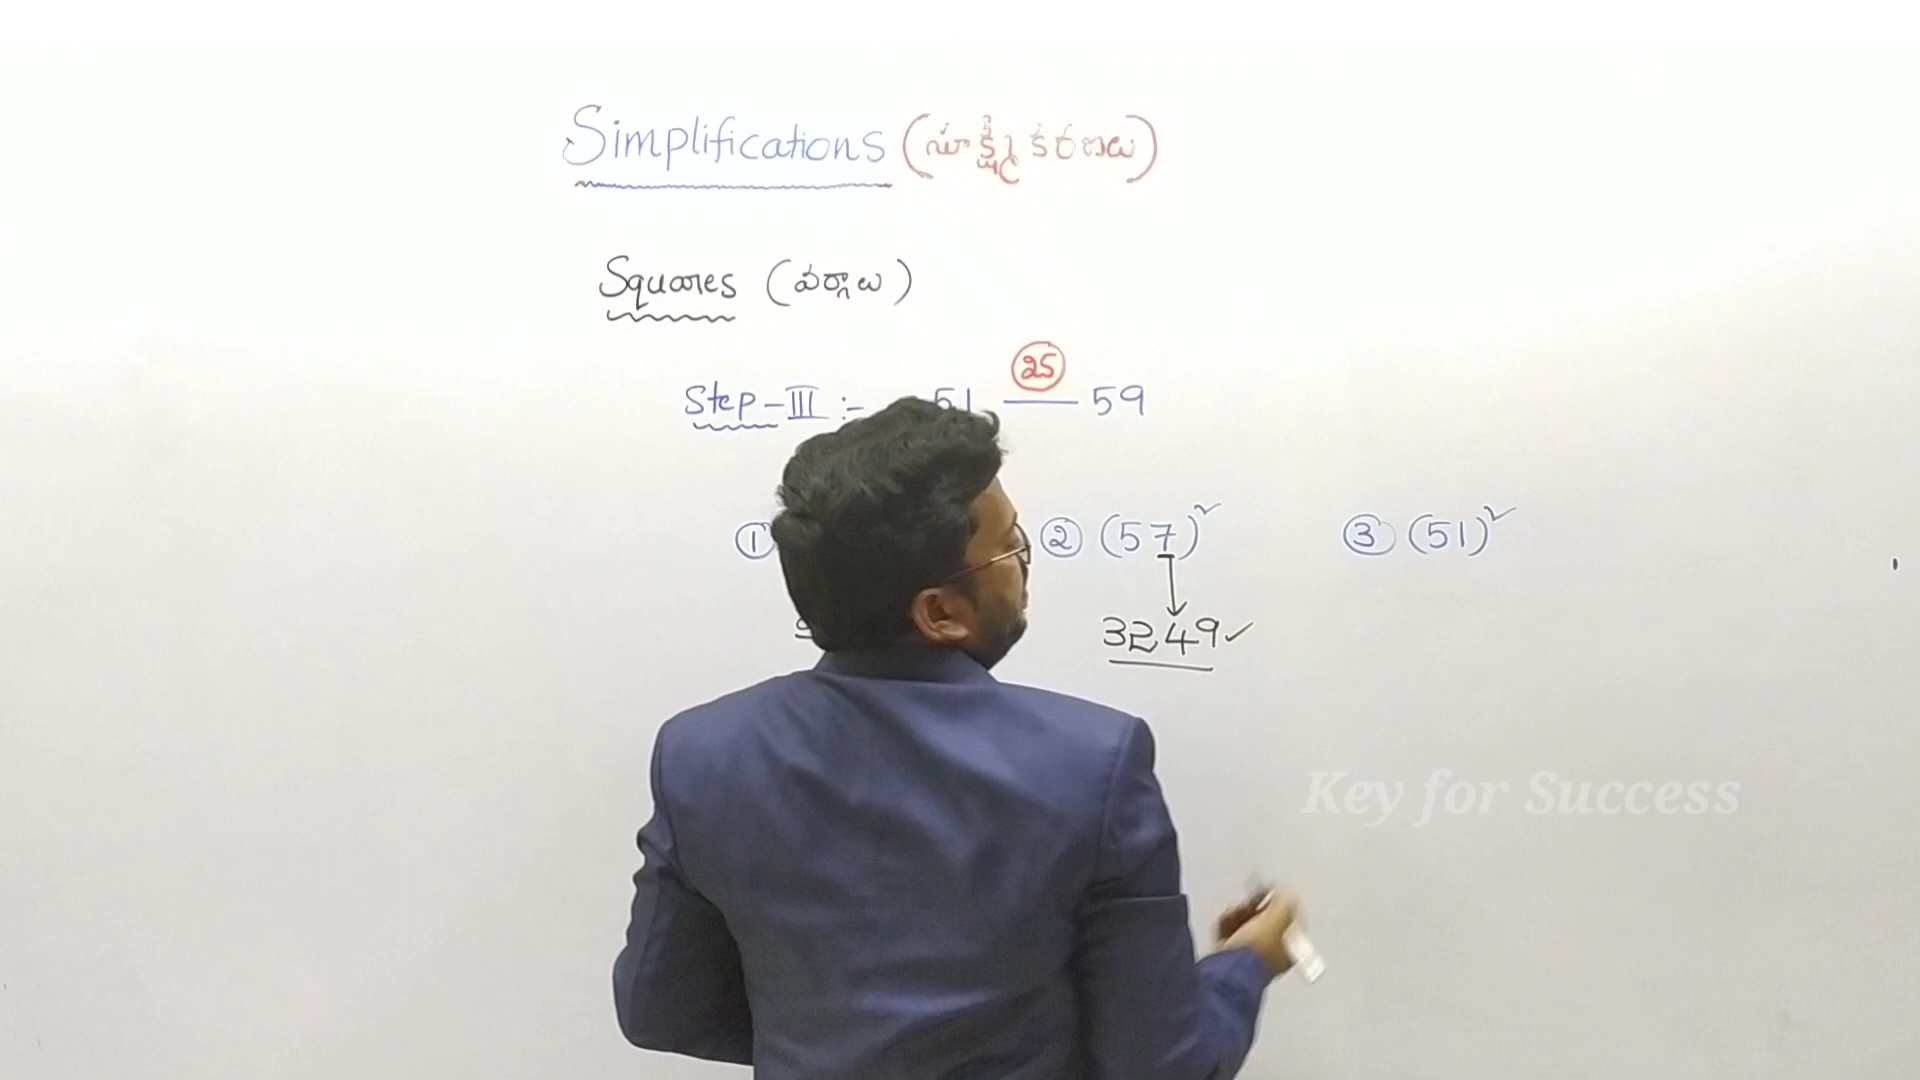 Simplifications (సూక్ష్మీకరణలు)
Squares (వర్గాలు)
25
Step-III :- 51 — 59
① ② (57)² ③ (51)²
3249✓
Key for Success